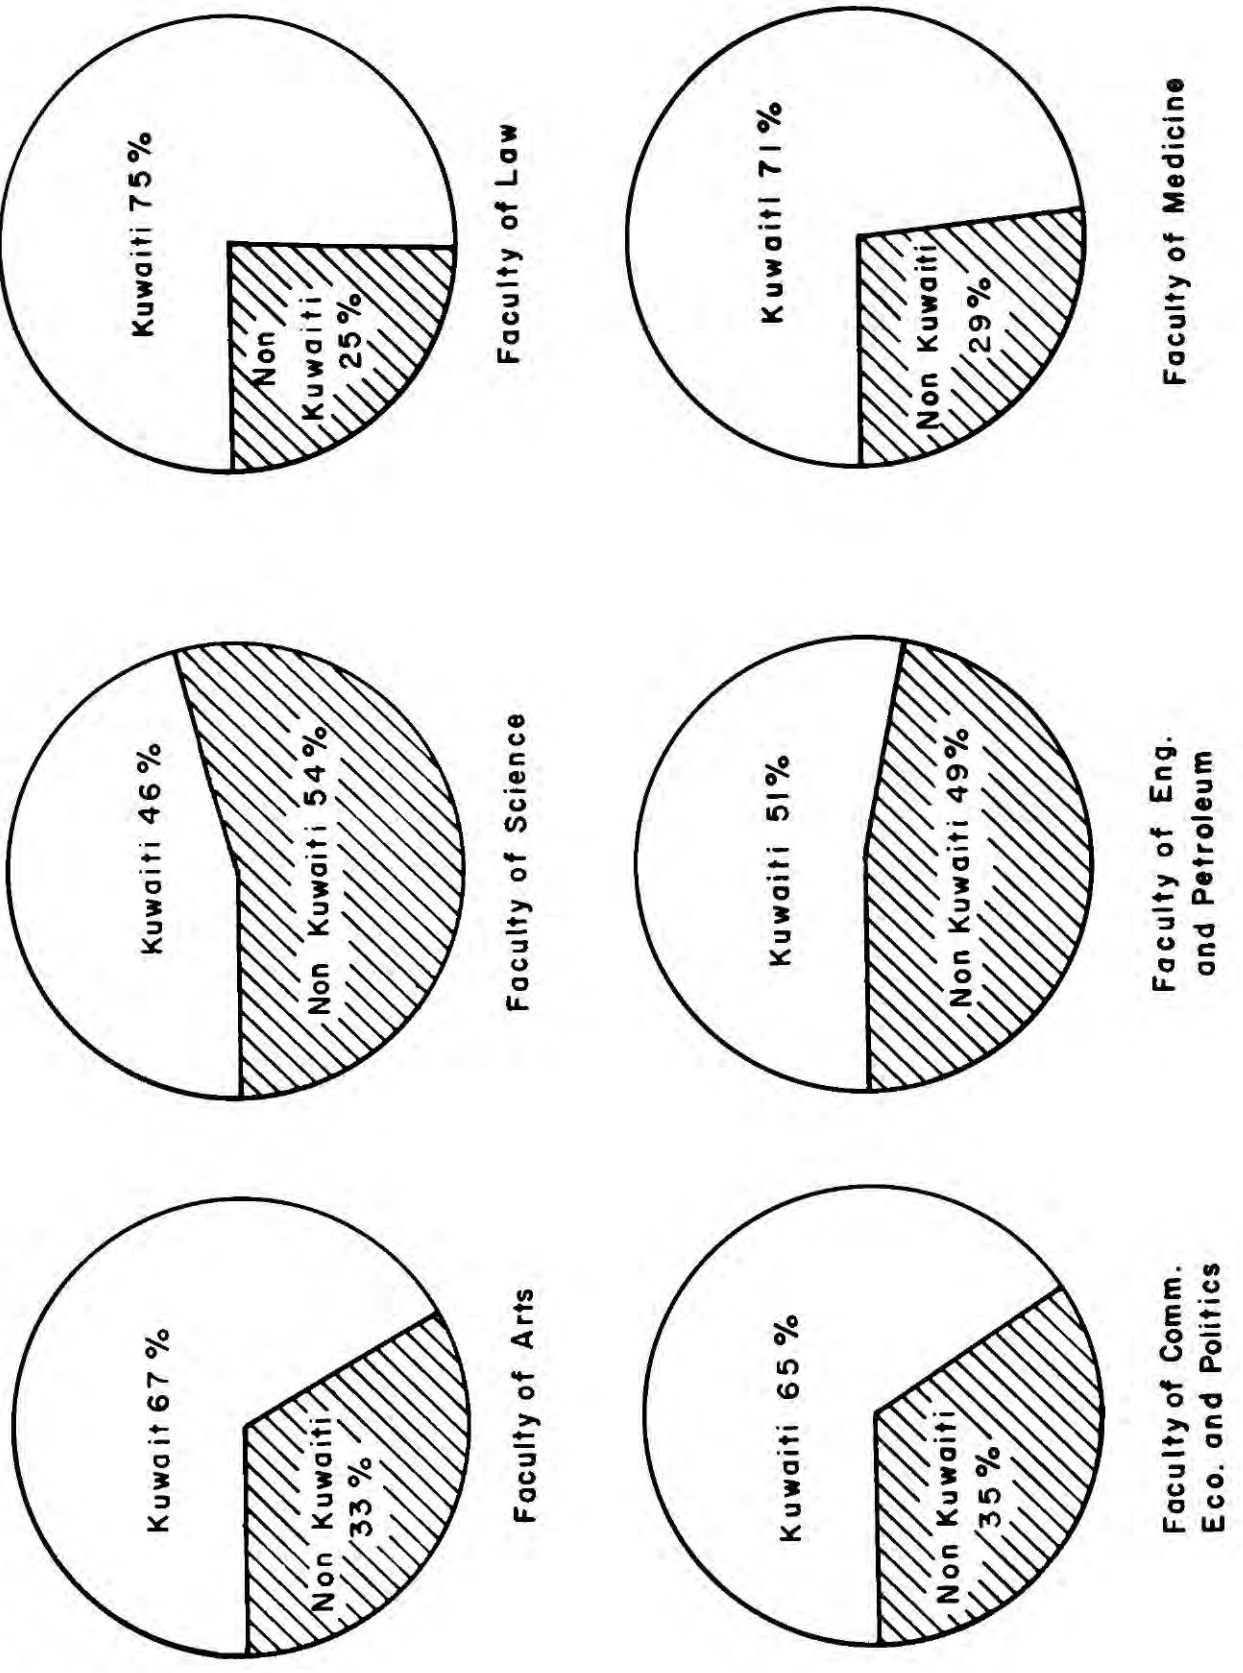 Kuwait 67%
Non Kuwaiti
33%
Faculty of Arts
Kuwaiti 46%
Non Kuwaiti 54%
Faculty of Science
Kuwaiti 75%
Non
Kuwaiti
25%
Faculty of Law
Kuwaiti 65%
Non Kuwaiti
35%
Faculty of Comm.
Eco. and Politics
Kuwaiti 51%
Non Kuwaiti 49%
Faculty of Eng.
and Petroleum
Kuwaiti 71%
Non Kuwaiti
29%
Faculty of Medicine